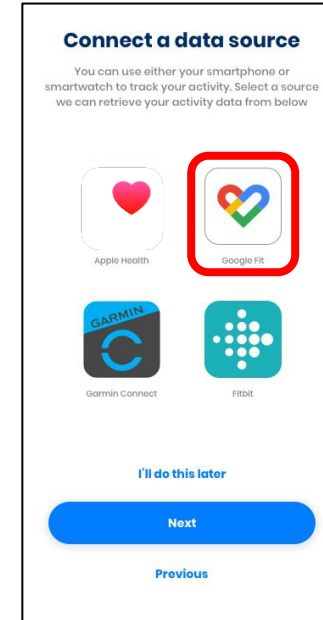 Connect a data source
You can use either your smartphone or
smartwatch to track your activity. Select a source
we can retrieve your activity data from below
Apple Health
Google Fit
GARMIN
Garmin Connect
Fitbit
I'll do this later
Next
Previous